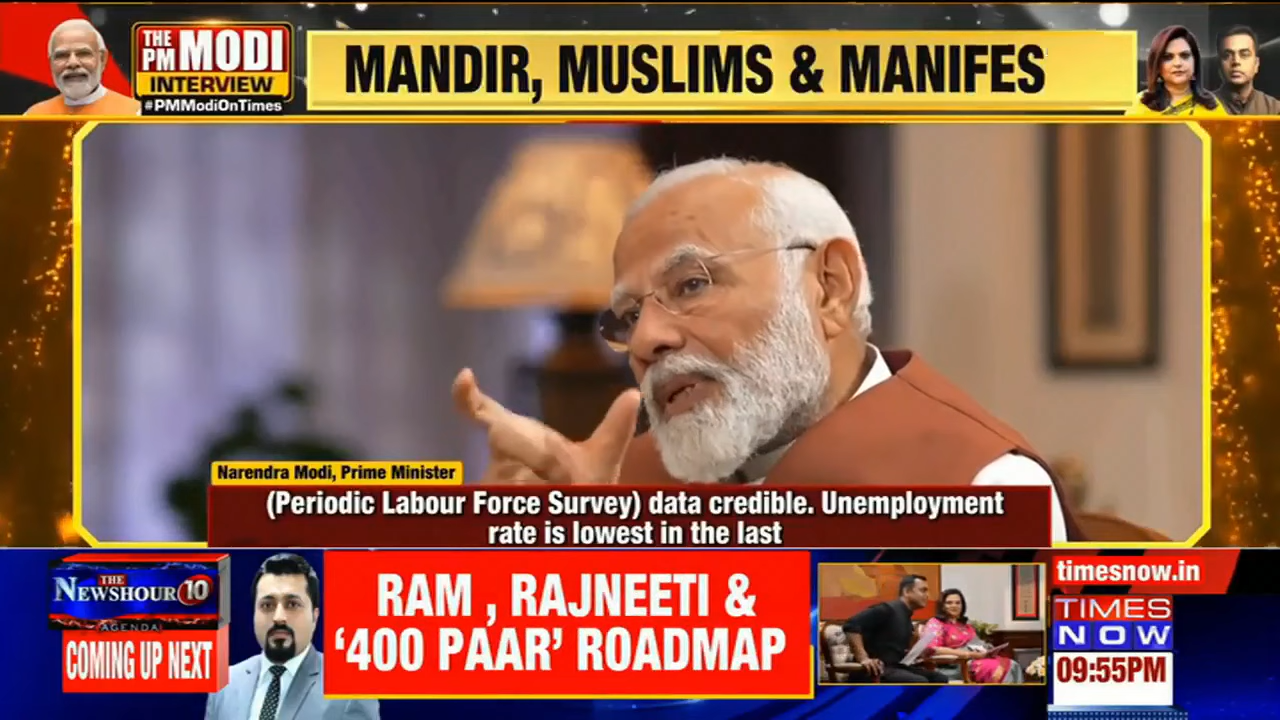 THE
PM MODI
INTERVIEW
#PMModiOnTimes
MANDIR, MUSLIMS & MANIFES
Narendra Modi, Prime Minister
(Periodic Labour Force Survey) data credible. Unemployment
rate is lowest in the last
THE
NEWSHOUR 10
AGENDA
COMING UP NEXT
RAM , RAJNEETI &
‘400 PAAR’ ROADMAP
timesnow.in
TIMES
NOW
09:55PM